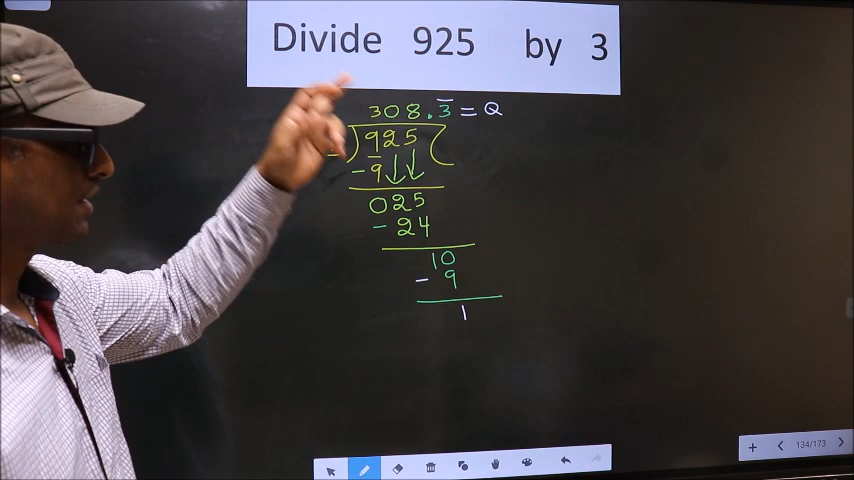 Divide 925 by 3
308.3̅ = Q
) 925 (
- 9
025
- 24
10
- 9
1
134/173